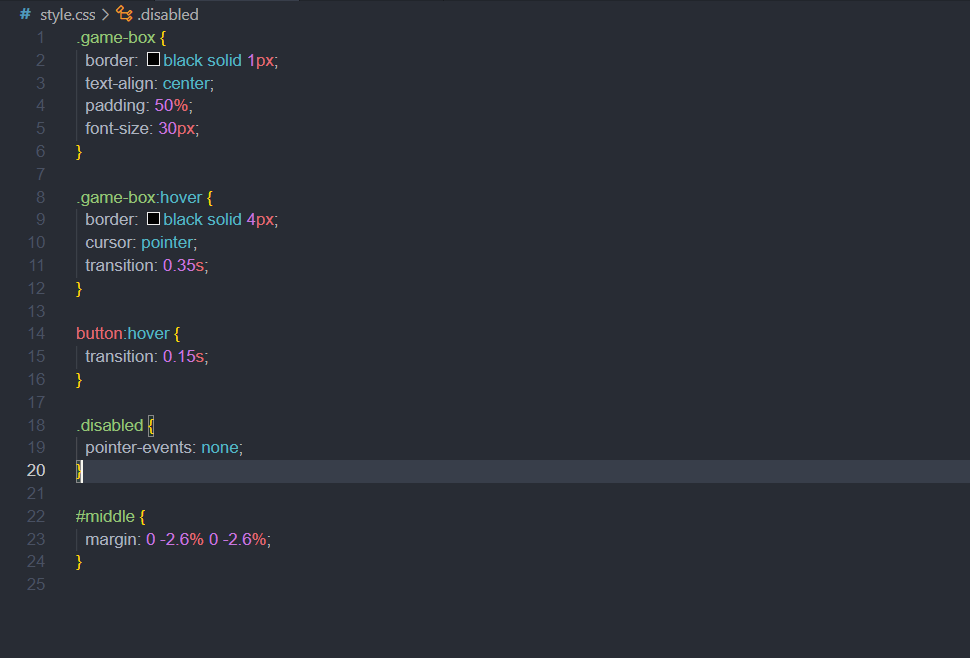 # style.css > .disabled
1 .game-box {
2 border: black solid 1px;
3 text-align: center;
4 padding: 50%;
5 font-size: 30px;
6 }
7
8 .game-box:hover {
9 border: black solid 4px;
10 cursor: pointer;
11 transition: 0.35s;
12 }
13
14 button:hover {
15 transition: 0.15s;
16 }
17
18 .disabled {
19 pointer-events: none;
20 }
21
22 #middle {
23 margin: 0 -2.6% 0 -2.6%;
24 }
25